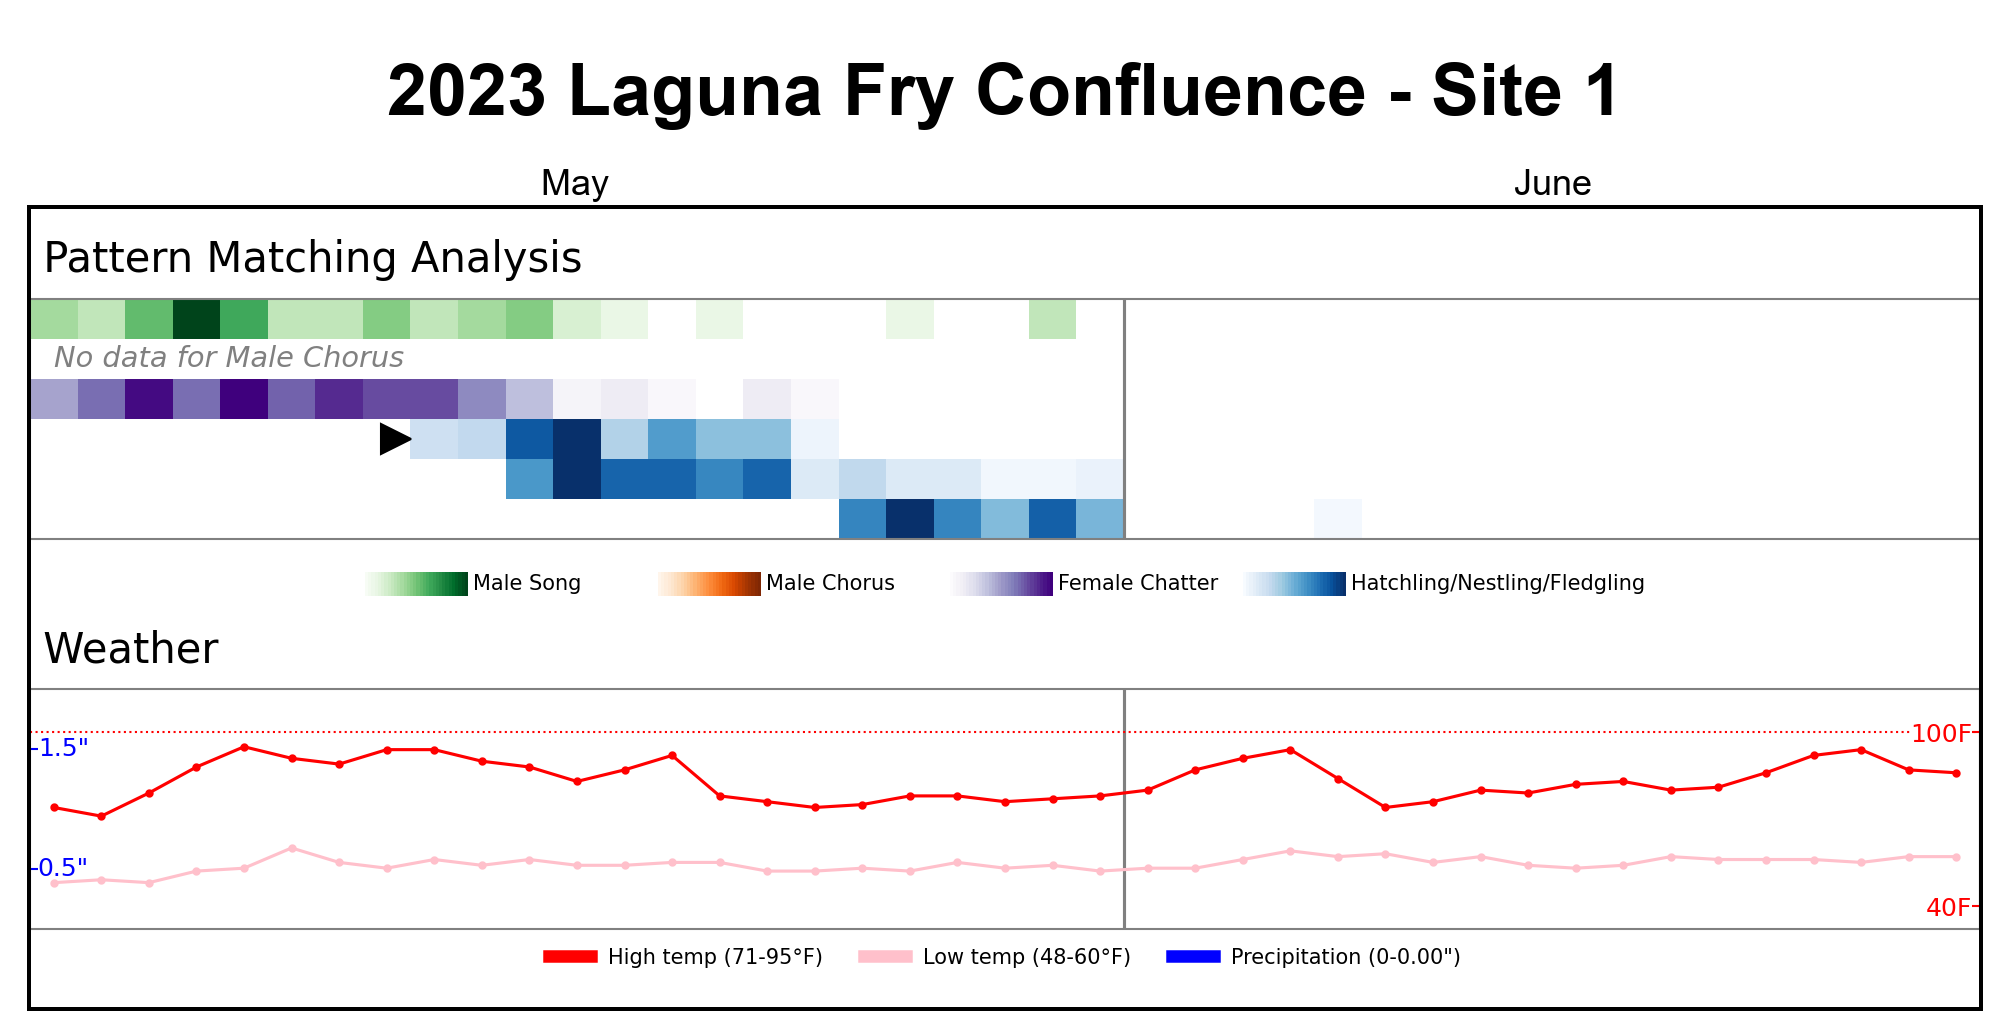 2023 Laguna Fry Confluence - Site 1
May June
Pattern Matching Analysis
No data for Male Chorus
Male Song Male Chorus Female Chatter Hatchling/Nestling/Fledgling
Weather
100F
1.5"
0.5"
40F
High temp (71-95°F) Low temp (48-60°F) Precipitation (0-0.00")